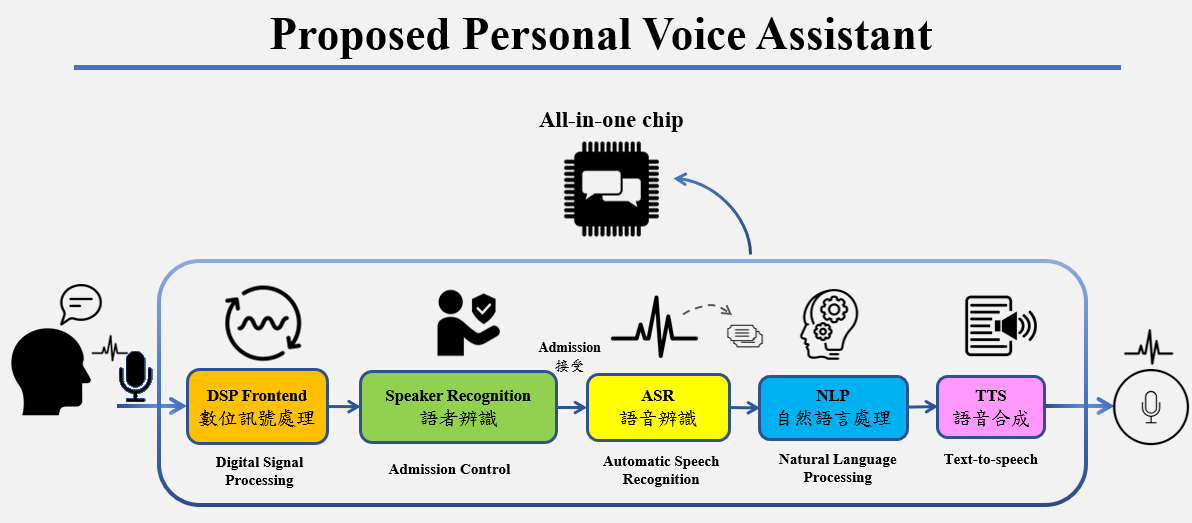 Proposed Personal Voice Assistant
All-in-one chip
Admission
接受
DSP Frontend
數位訊號處理
Speaker Recognition
語者辨識
ASR
語音辨識
NLP
自然語言處理
TTS
語音合成
Digital Signal
Processing
Admission Control
Automatic Speech
Recognition
Natural Language
Processing
Text-to-speech